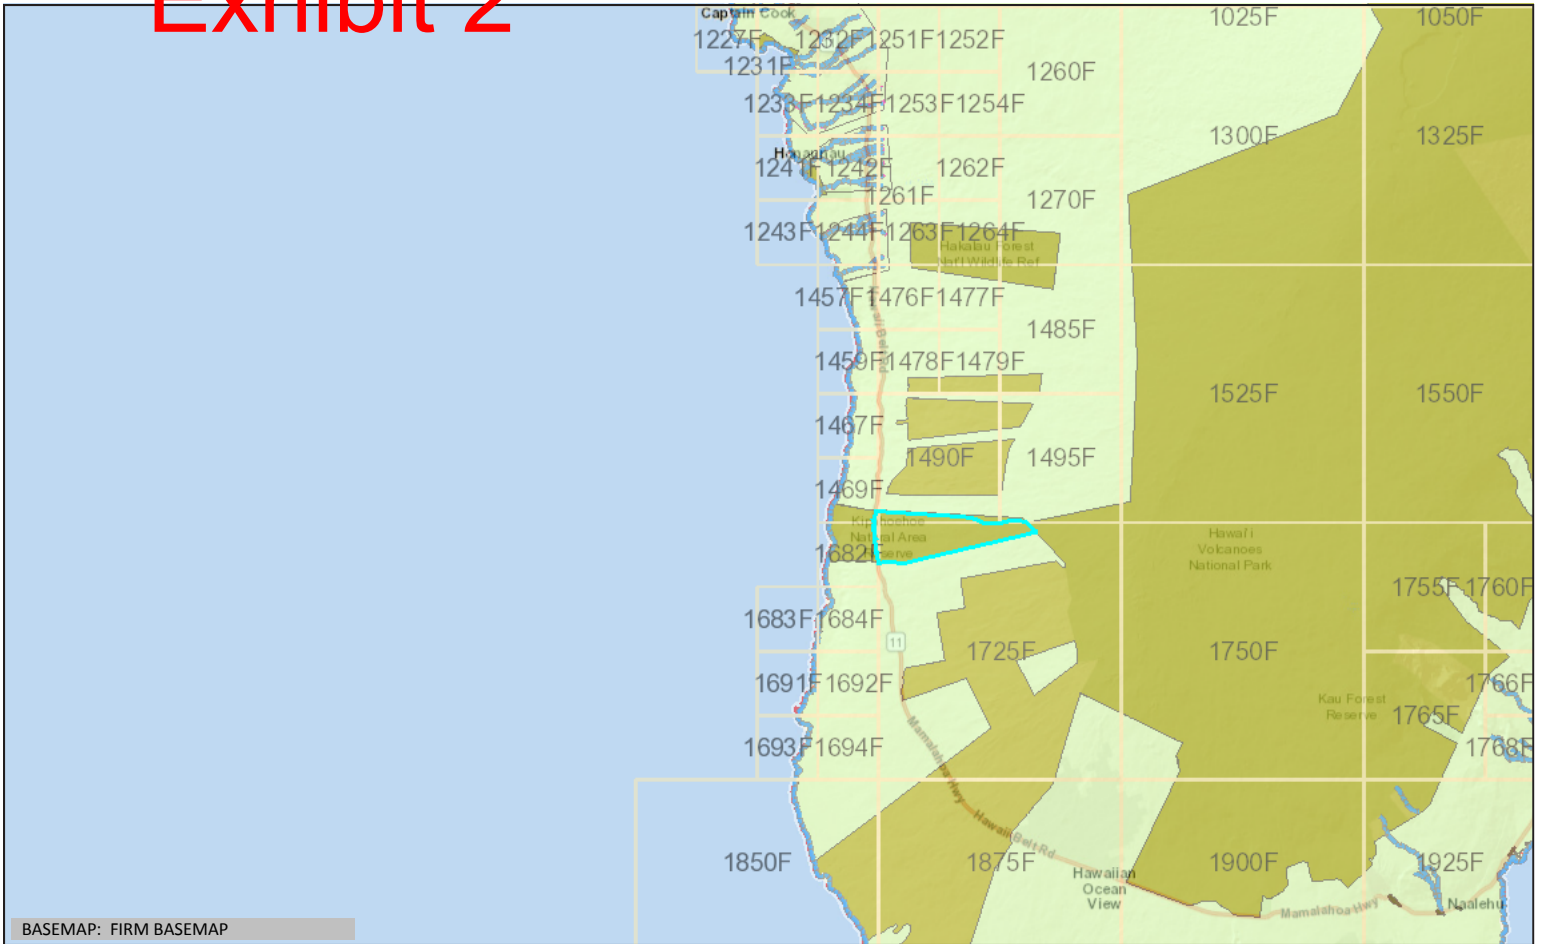 Exhibit 2
Captain Cook
1025F
1050F
1227F
1232F
1251F
1252F
1231F
1260F
1233F
1234F
1253F
1254F
1300F
1325F
Honaunau
1241F
1242F
1262F
1261F
1270F
1243F
1244F
1263F
1264F
Hakalau Forest
Nat'l Wildlife Ref
1457F
1476F
1477F
1485F
1459F
1478F
1479F
1525F
1550F
1467F
1490F
1495F
1469F
Kipahoehoe
Natural Area
Reserve
1682F
Hawai'i
Volcanoes
National Park
1755F
1760F
1683F
1684F
11
1725F
1750F
1691F
1692F
1766F
Kau Forest
Reserve
1765F
1693F
1694F
Mamalahoa Hwy
1768F
Hawaii Belt Rd
1850F
1875F
1900F
1925F
Hawaiian
Ocean
View
Mamalahoa Hwy
Naalehu
BASEMAP: FIRM BASEMAP